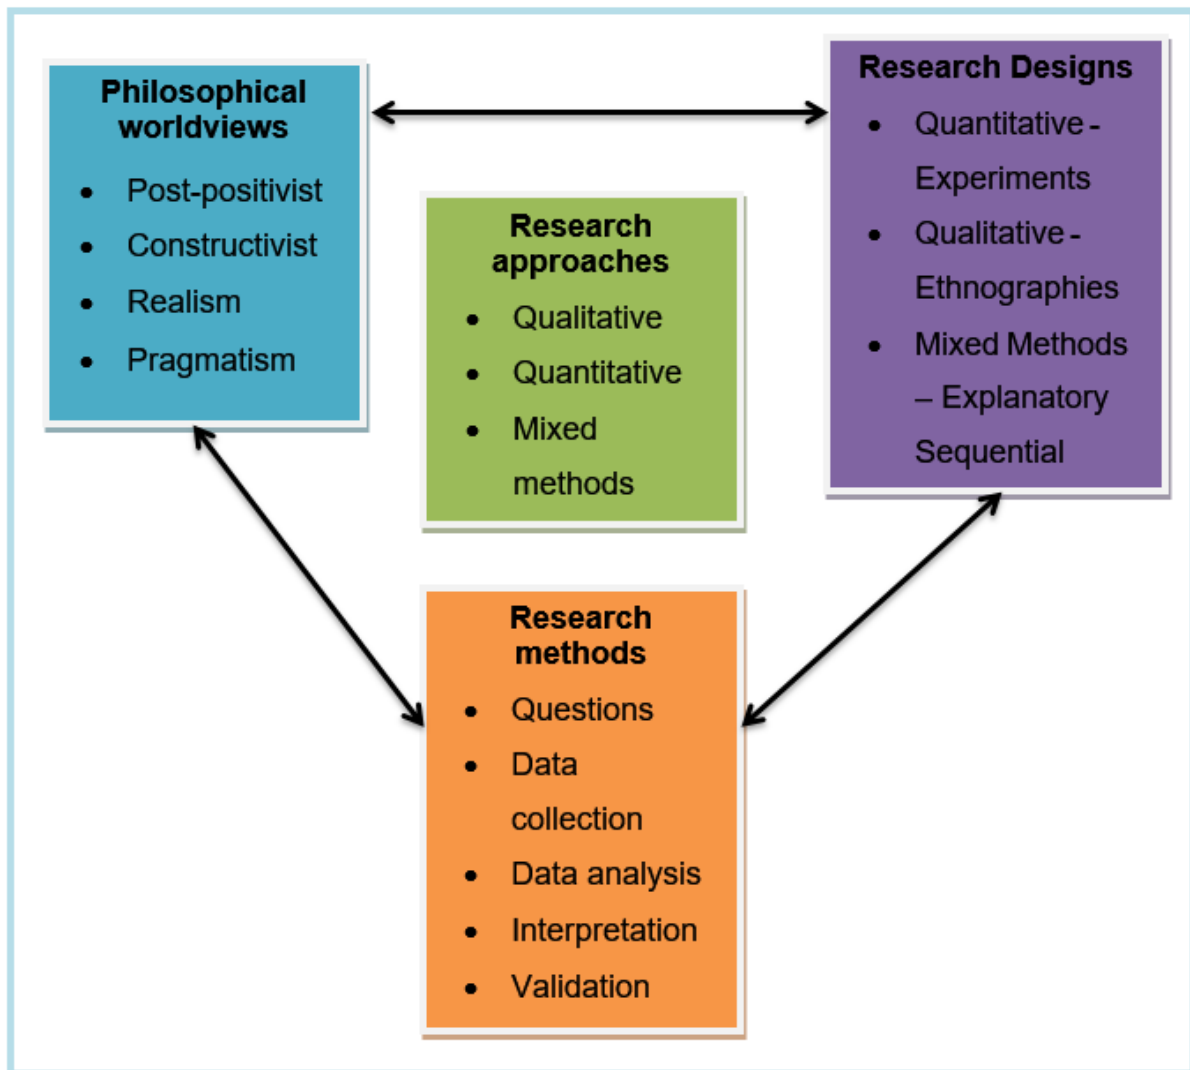 Philosophical
worldviews
• Post-positivist
• Constructivist
• Realism
• Pragmatism
Research
approaches
• Qualitative
• Quantitative
• Mixed
methods
Research Designs
• Quantitative -
Experiments
• Qualitative -
Ethnographies
• Mixed Methods
– Explanatory
Sequential
Research
methods
• Questions
• Data
collection
• Data analysis
• Interpretation
• Validation